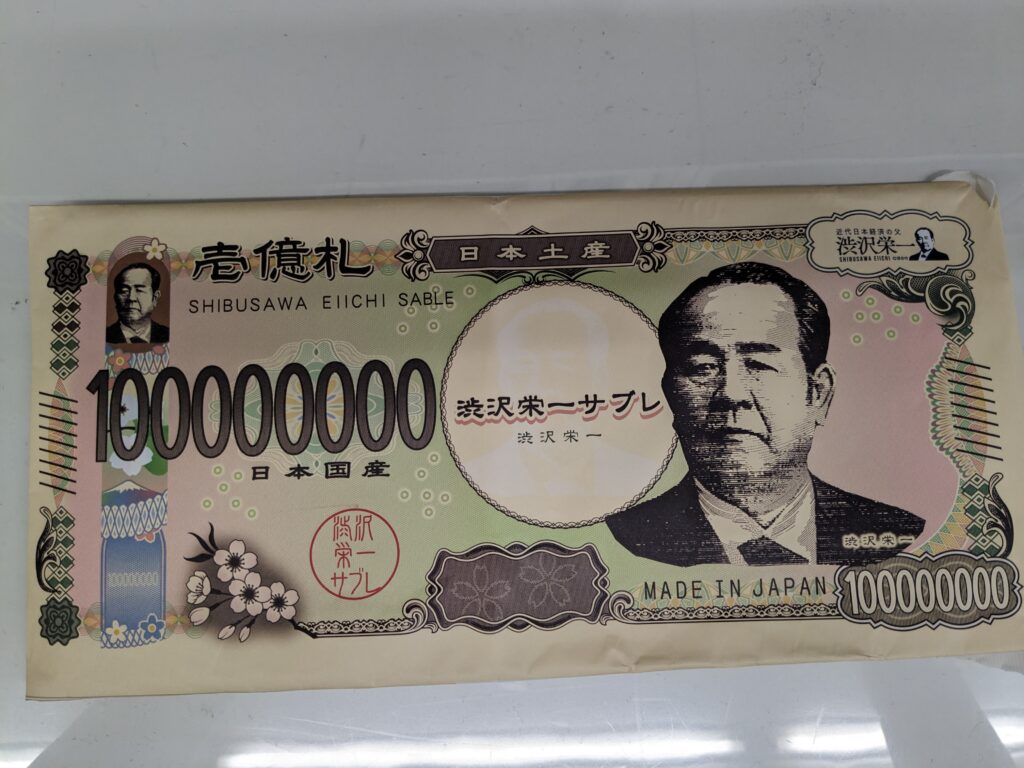 壱億札
SHIBUSAWA EIICHI SABLE
日本土産
近代日本経済の父
渋沢栄一
SHIBUSAWA EIICHI
100000000
日本国産
渋沢栄一サブレ
渋沢栄一
渋沢
栄一
サブレ
100000000
渋沢栄一
MADE IN JAPAN
100000000